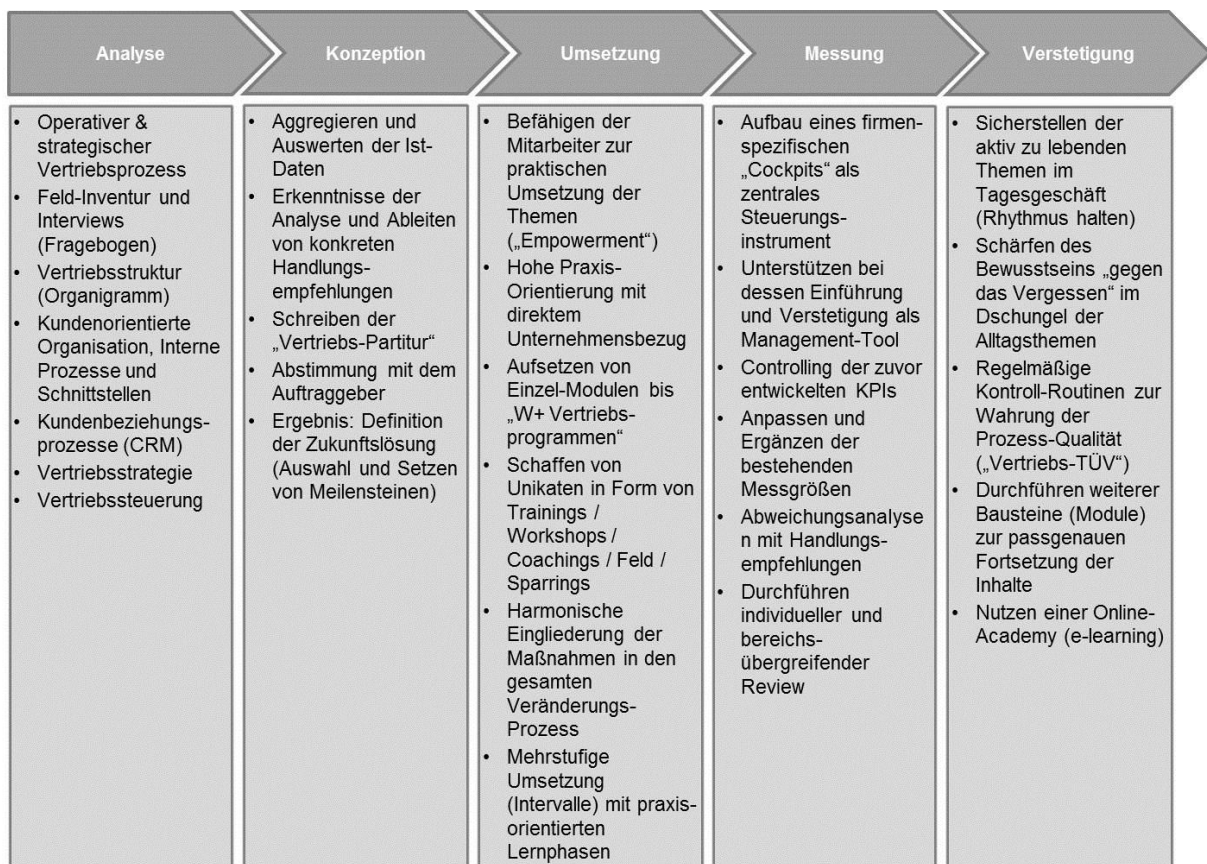 Analyse
Konzeption
Umsetzung
Messung
Verstetigung
• Operativer &
strategischer
Vertriebsprozess
• Feld-Inventur und
Interviews
(Fragebogen)
• Vertriebsstruktur
(Organigramm)
• Kundenorientierte
Organisation, Interne
Prozesse und
Schnittstellen
• Kundenbeziehungs-
prozesse (CRM)
• Vertriebsstrategie
• Vertriebssteuerung
• Aggregieren und
Auswerten der Ist-
Daten
• Erkenntnisse der
Analyse und Ableiten
von konkreten
Handlungs-
empfehlungen
• Schreiben der
„Vertriebs-Partitur“
• Abstimmung mit dem
Auftraggeber
• Ergebnis: Definition
der Zukunftslösung
(Auswahl und Setzen
von Meilensteinen)
• Befähigen der
Mitarbeiter zur
praktischen
Umsetzung der
Themen
(„Empowerment“)
• Hohe Praxis-
Orientierung mit
direktem
Unternehmensbezug
• Aufsetzen von
Einzel-Modulen bis
„W+ Vertriebs-
programmen“
• Schaffen von
Unikaten in Form von
Trainings /
Workshops /
Coachings / Feld /
Sparrings
• Harmonische
Eingliederung der
Maßnahmen in den
gesamten
Veränderungs-
Prozess
• Mehrstufige
Umsetzung
(Intervalle) mit praxis-
orientierten
Lernphasen
• Aufbau eines firmen-
spezifischen
„Cockpits“ als
zentrales
Steuerungs-
instrument
• Unterstützen bei
dessen Einführung
und Verstetigung als
Management-Tool
• Controlling der zuvor
entwickelten KPIs
• Anpassen und
Ergänzen der
bestehenden
Messgrößen
• Abweichungsanalyse
n mit Handlungs-
empfehlungen
• Durchführen
individueller und
bereichs-
übergreifender
Review
• Sicherstellen der
aktiv zu lebenden
Themen im
Tagesgeschäft
(Rhythmus halten)
• Schärfen des
Bewusstseins „gegen
das Vergessen“ im
Dschungel der
Alltagsthemen
• Regelmäßige
Kontroll-Routinen zur
Wahrung der
Prozess-Qualität
(„Vertriebs-TÜV“)
• Durchführen weiterer
Bausteine (Module)
zur passgenauen
Fortsetzung der
Inhalte
• Nutzen einer Online-
Academy (e-learning)